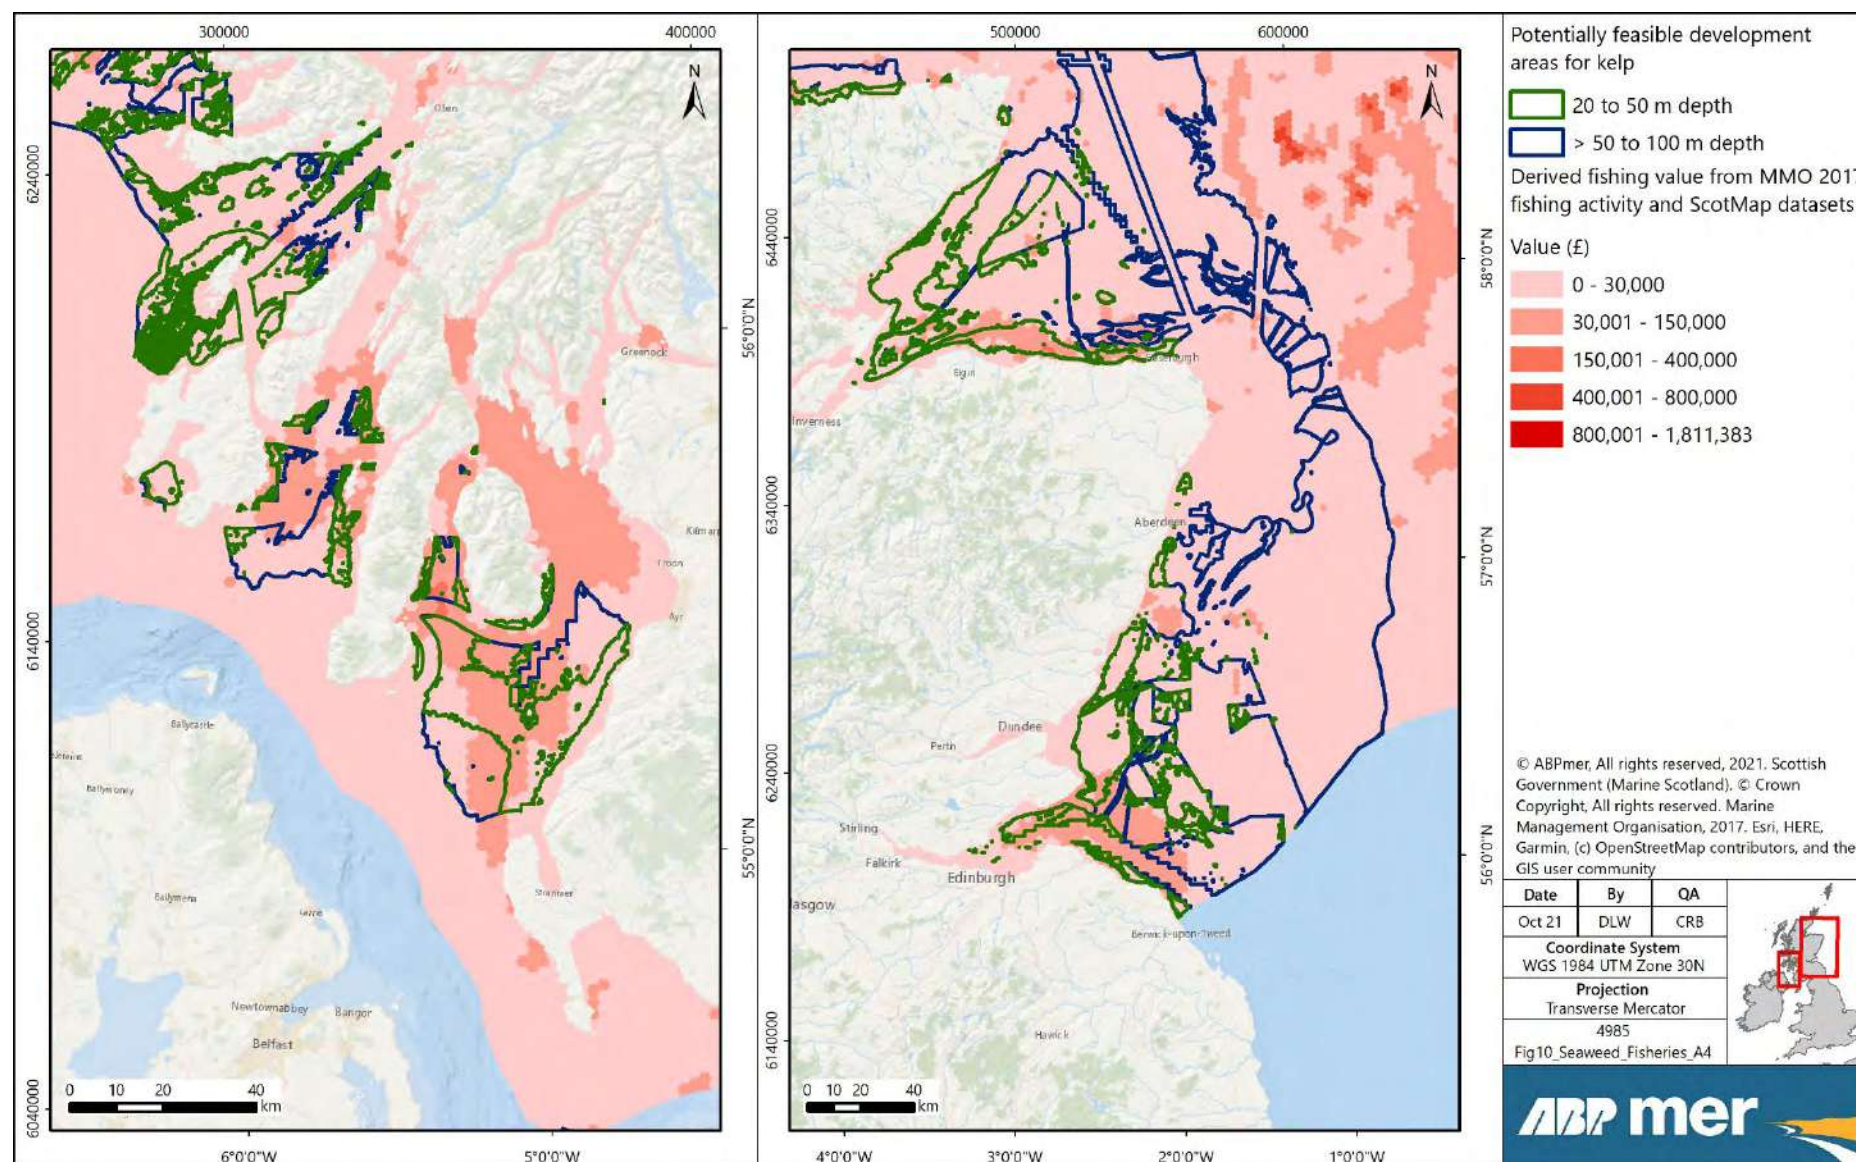 300000
400000
500000
600000
N
N
6240000
6140000
6040000
6440000
6340000
6240000
6140000
56°0'0"N
55°0'0"N
58°0'0"N
57°0'0"N
56°0'0"N
Oban
Greenock
Troon
Ayr
Ballycastle
Ballymoney
Ballymena
Larne
Stranraer
Newtownabbey
Bangor
Belfast
0 10 20 40
km
6°0'0"W
5°0'0"W
Elgin
Inverness
Aberdeen
Dundee
Perth
Stirling
Falkirk
Edinburgh
lasgow
Berwick-upon-Tweed
Hawick
0 10 20 40
km
4°0'0"W
3°0'0"W
2°0'0"W
1°0'0"W
Potentially feasible development
areas for kelp
20 to 50 m depth
> 50 to 100 m depth
Derived fishing value from MMO 2017
fishing activity and ScotMap datasets
Value (£)
0 - 30,000
30,001 - 150,000
150,001 - 400,000
400,001 - 800,000
800,001 - 1,811,383
© ABPmer, All rights reserved, 2021. Scottish
Government (Marine Scotland). © Crown
Copyright, All rights reserved. Marine
Management Organisation, 2017. Esri, HERE,
Garmin, (c) OpenStreetMap contributors, and the
GIS user community
Date By QA
Oct 21 DLW CRB
Coordinate System
WGS 1984 UTM Zone 30N
Projection
Transverse Mercator
4985
Fig10_Seaweed_Fisheries_A4
ABPmer